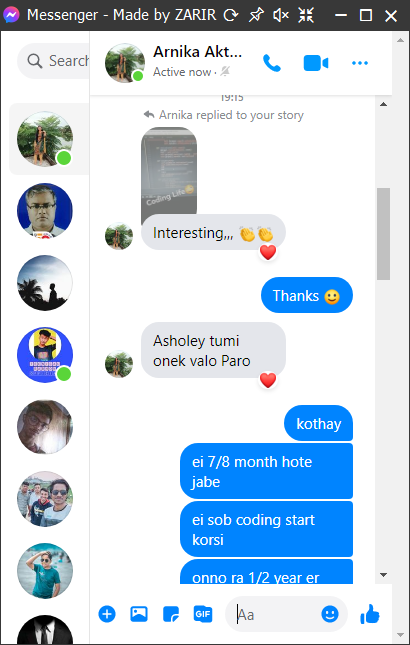 Messenger - Made by ZARIR
Search
Arnika Akt...
Active now ·
19:15
Arnika replied to your story
Coding Life
Interesting,,, 👏👏
Thanks 🙂
Asholey tumi
onek valo Paro
kothay
ei 7/8 month hote
jabe
ei sob coding start
korsi
onno ra 1/2 year er
GIF
Aa